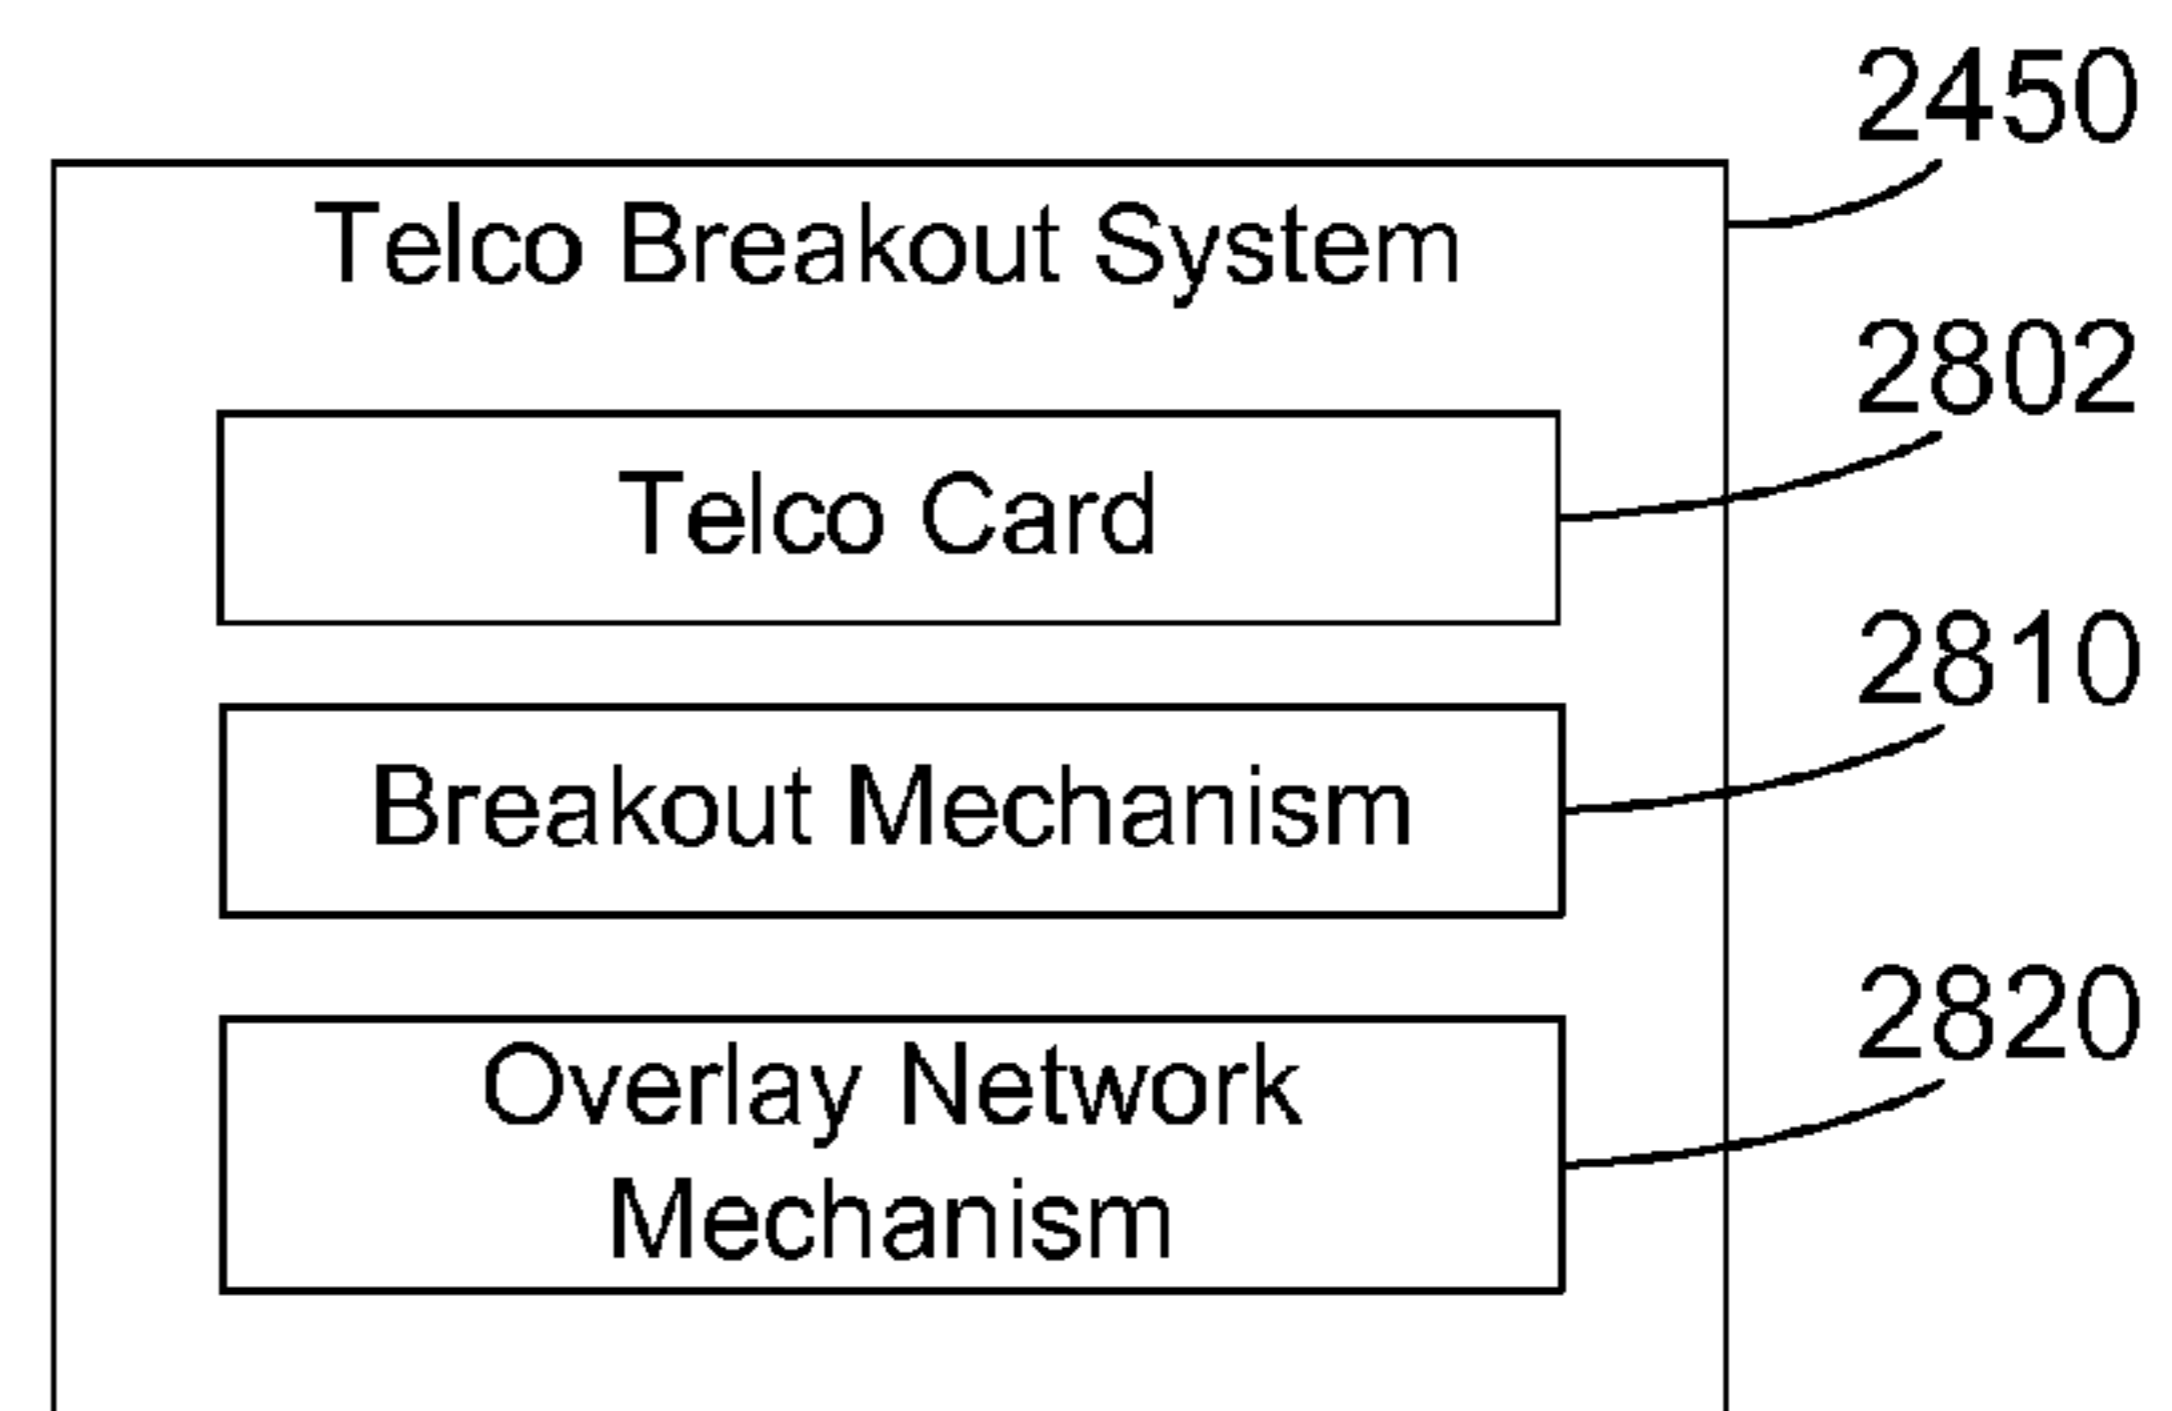 2450
Telco Breakout System
2802
Telco Card
2810
Breakout Mechanism
2820
Overlay Network
Mechanism